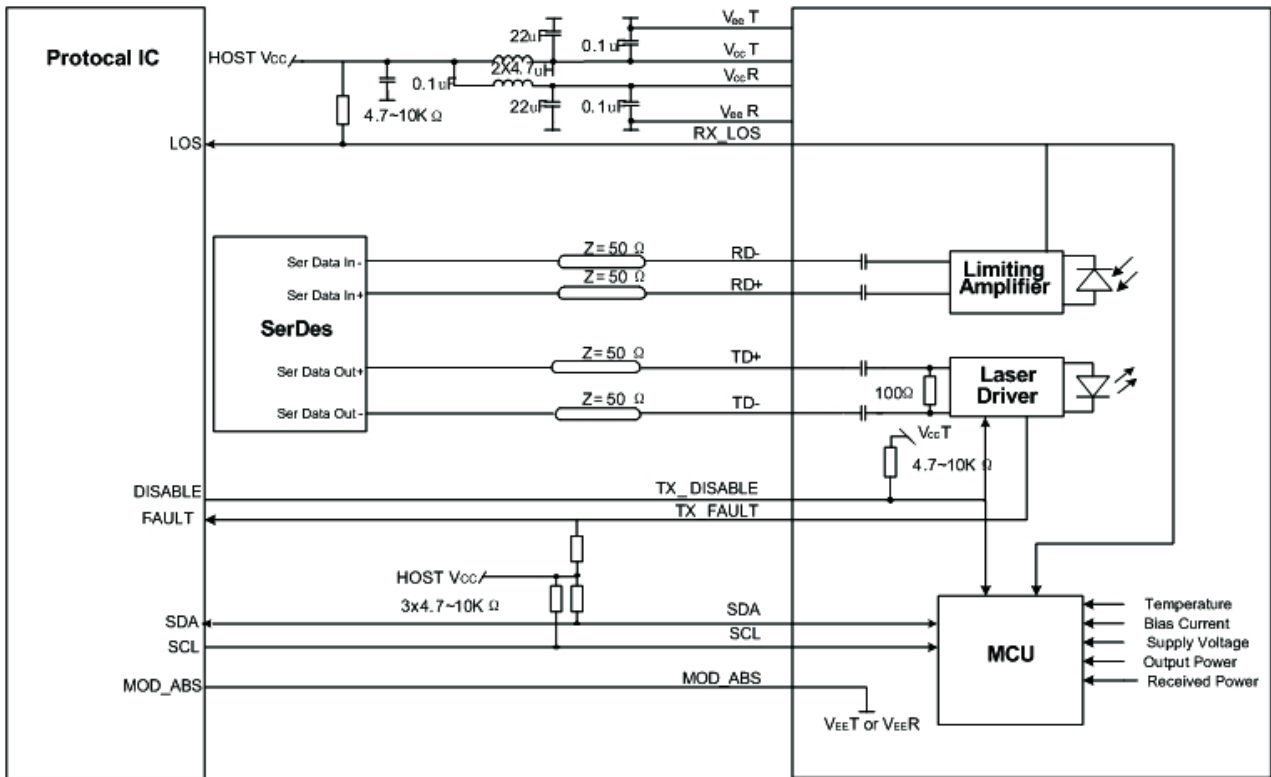 Protocal IC
HOST Vcc
22uF
0.1uF
VeeT
VccT
2X4.7uH
0.1uF
VccR
4.7~10K Ω
22uF
0.1uF
VeeR
LOS
RX_LOS
Ser Data In -
Z=50 Ω
RD-
Ser Data In+
Z=50 Ω
RD+
Limiting
Amplifier
SerDes
Ser Data Out+
Z=50 Ω
TD+
Ser Data Out -
Z=50 Ω
TD-
100Ω
Laser
Driver
VccT
4.7~10K Ω
DISABLE
TX_DISABLE
FAULT
TX_FAULT
HOST Vcc
3x4.7~10K Ω
SDA
SDA
SCL
SCL
MOD_ABS
MOD_ABS
VEET or VEER
MCU
Temperature
Bias Current
Supply Voltage
Output Power
Received Power